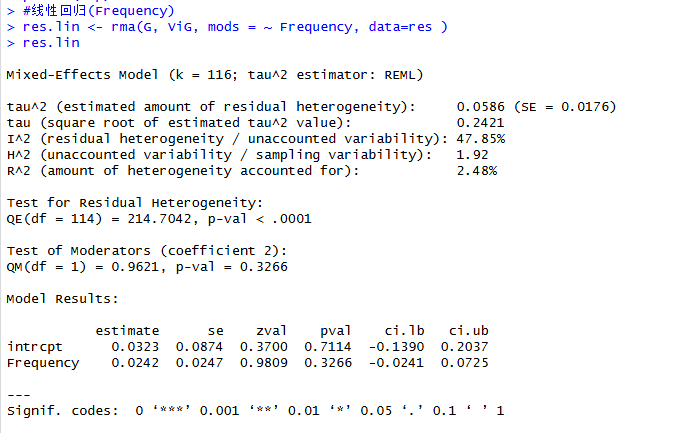 > #线性回归(Frequency)
> res.lin <- rma(G, ViG, mods = ~ Frequency, data=res )
> res.lin
Mixed-Effects Model (k = 116; tau^2 estimator: REML)
tau^2 (estimated amount of residual heterogeneity):     0.0586 (SE = 0.0176)
tau (square root of estimated tau^2 value):             0.2421
I^2 (residual heterogeneity / unaccounted variability): 47.85%
H^2 (unaccounted variability / sampling variability):   1.92
R^2 (amount of heterogeneity accounted for):            2.48%
Test for Residual Heterogeneity:
QE(df = 114) = 214.7042, p-val < .0001
Test of Moderators (coefficient 2):
QM(df = 1) = 0.9621, p-val = 0.3266
Model Results:
           estimate      se    zval    pval    ci.lb   ci.ub
intrcpt      0.0323  0.0874  0.3700  0.7114  -0.1390  0.2037
Frequency    0.0242  0.0247  0.9809  0.3266  -0.0241  0.0725
---
Signif. codes:  0 ‘***’ 0.001 ‘**’ 0.01 ‘*’ 0.05 ‘.’ 0.1 ‘ ’ 1